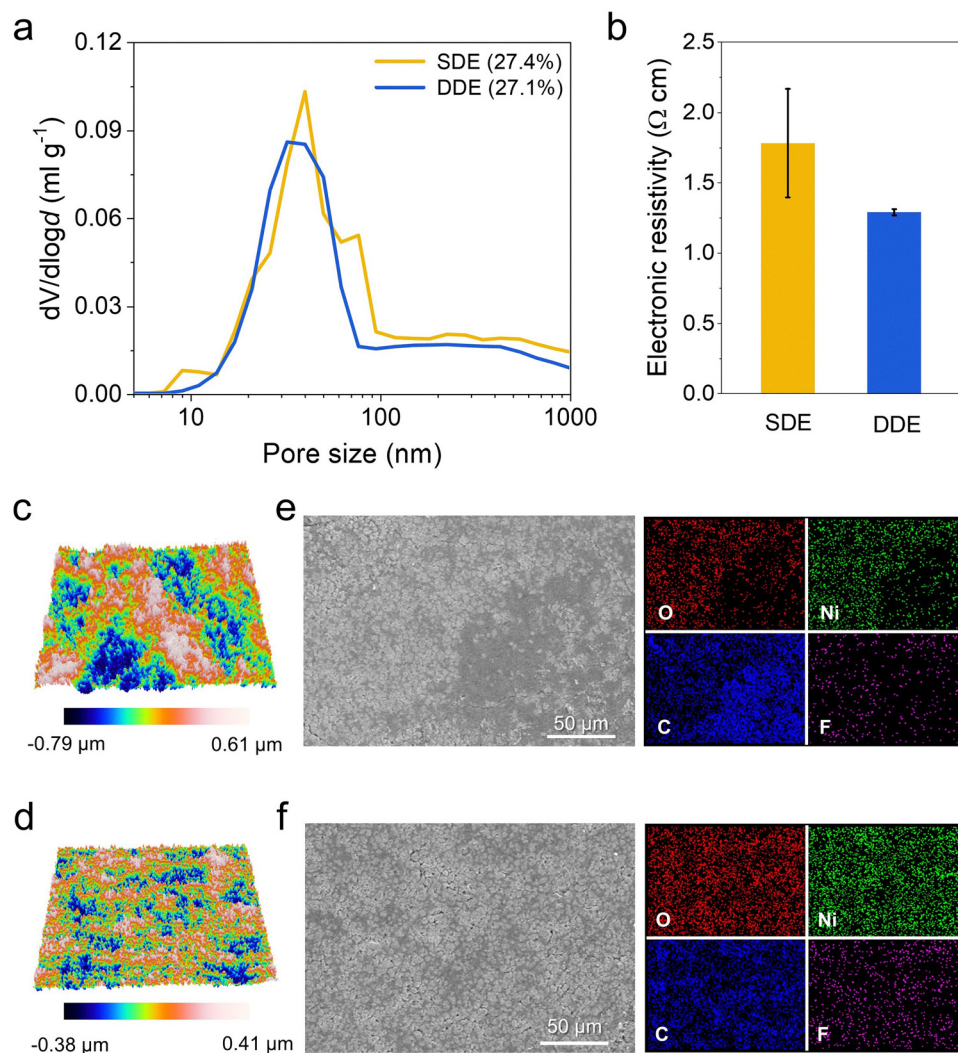 a
0.12
0.09
0.06
0.03
0.00
dV/dlogd (ml g⁻¹)
SDE (27.4%)
DDE (27.1%)
10
100
1000
Pore size (nm)
b
2.5
2.0
1.5
1.0
0.5
0.0
Electronic resistivity (Ω cm)
SDE
DDE
c
-0.79 µm
0.61 µm
e
50 µm
O
Ni
C
F
d
-0.38 µm
0.41 µm
f
50 µm
O
Ni
C
F